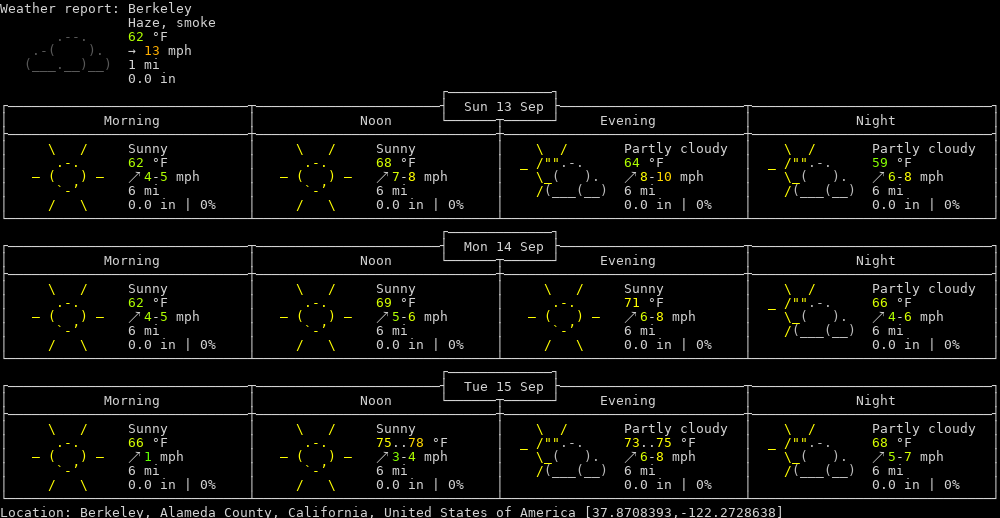 Weather report: Berkeley
Haze, smoke
62 °F
→ 13 mph
1 mi
0.0 in
Sun 13 Sep
Morning Noon Evening Night
Sunny Sunny Partly cloudy Partly cloudy
62 °F 68 °F 64 °F 59 °F
↗ 4-5 mph ↗ 7-8 mph ↗ 8-10 mph ↗ 6-8 mph
6 mi 6 mi 6 mi 6 mi
0.0 in | 0% 0.0 in | 0% 0.0 in | 0% 0.0 in | 0%
Mon 14 Sep
Morning Noon Evening Night
Sunny Sunny Sunny Partly cloudy
62 °F 69 °F 71 °F 66 °F
↗ 4-5 mph ↗ 5-6 mph ↗ 6-8 mph ↗ 4-6 mph
6 mi 6 mi 6 mi 6 mi
0.0 in | 0% 0.0 in | 0% 0.0 in | 0% 0.0 in | 0%
Tue 15 Sep
Morning Noon Evening Night
Sunny Sunny Partly cloudy Partly cloudy
66 °F 75..78 °F 73..75 °F 68 °F
↗ 1 mph ↗ 3-4 mph ↗ 6-8 mph ↗ 5-7 mph
6 mi 6 mi 6 mi 6 mi
0.0 in | 0% 0.0 in | 0% 0.0 in | 0% 0.0 in | 0%
Location: Berkeley, Alameda County, California, United States of America [37.8708393,-122.2728638]